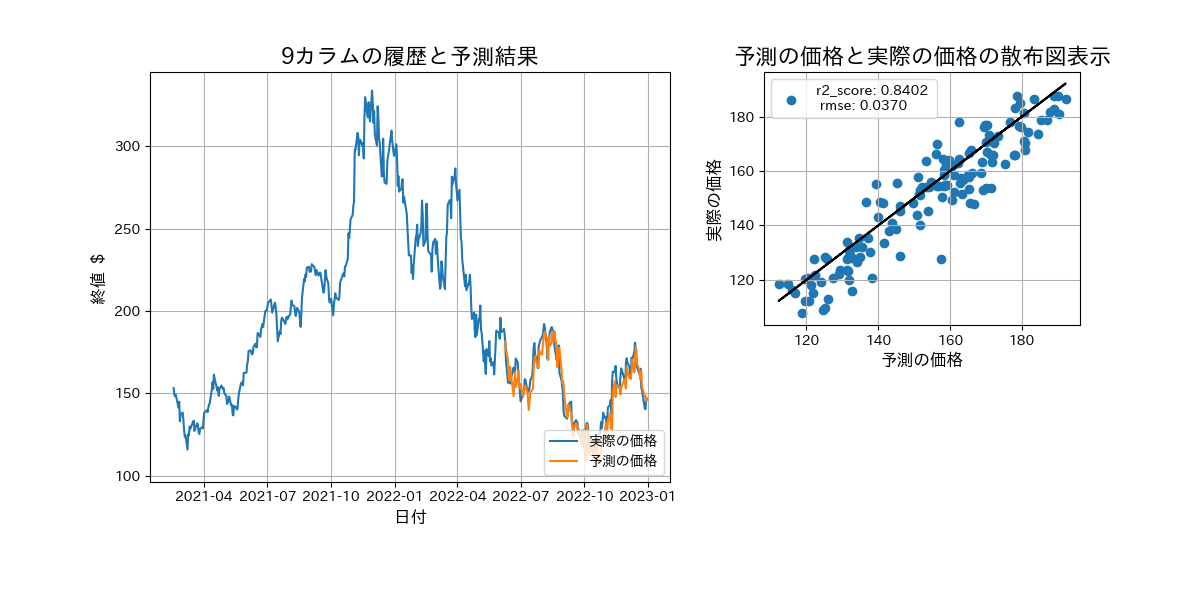 9カラムの履歴と予測結果
終値 $
300
250
200
150
100
2021-04 2021-07 2021-10 2022-01 2022-04 2022-07 2022-10 2023-01
日付
実際の価格
予測の価格
予測の価格と実際の価格の散布図表示
r2_score: 0.8402
rmse: 0.0370
実際の価格
180
160
140
120
120 140 160 180
予測の価格